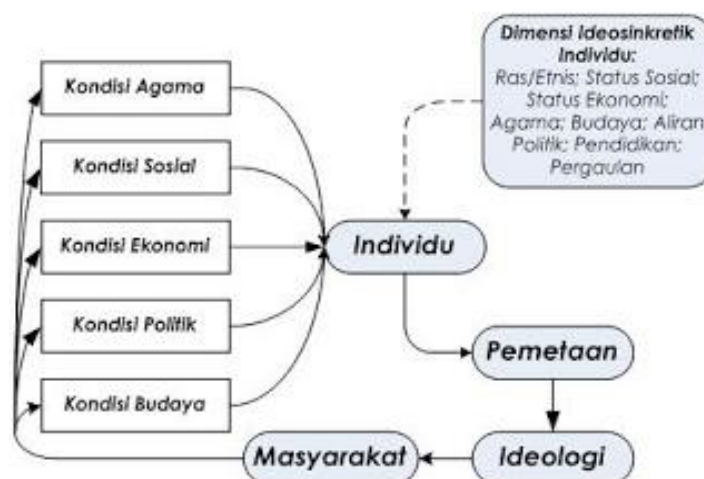 Dimensi Ideosinkretik
Individu:
Ras/Etnis; Status Sosial;
Status Ekonomi;
Agama; Budaya; Aliran
Politik; Pendidikan;
Pergaulan
Kondisi Agama
Kondisi Sosial
Kondisi Ekonomi
Kondisi Politik
Kondisi Budaya
Individu
Pemetaan
Ideologi
Masyarakat